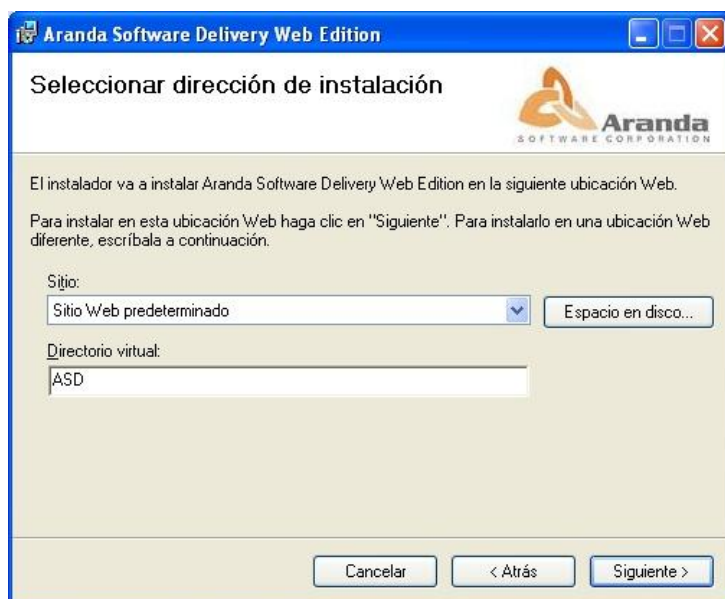 Aranda Software Delivery Web Edition
Seleccionar dirección de instalación
Aranda
SOFTWARE CORPORATION
El instalador va a instalar Aranda Software Delivery Web Edition en la siguiente ubicación Web.
Para instalar en esta ubicación Web haga clic en "Siguiente". Para instalarlo en una ubicación Web
diferente, escríbala a continuación.
Sitio:
Sitio Web predeterminado
Espacio en disco...
Directorio virtual:
ASD
Cancelar
< Atrás
Siguiente >